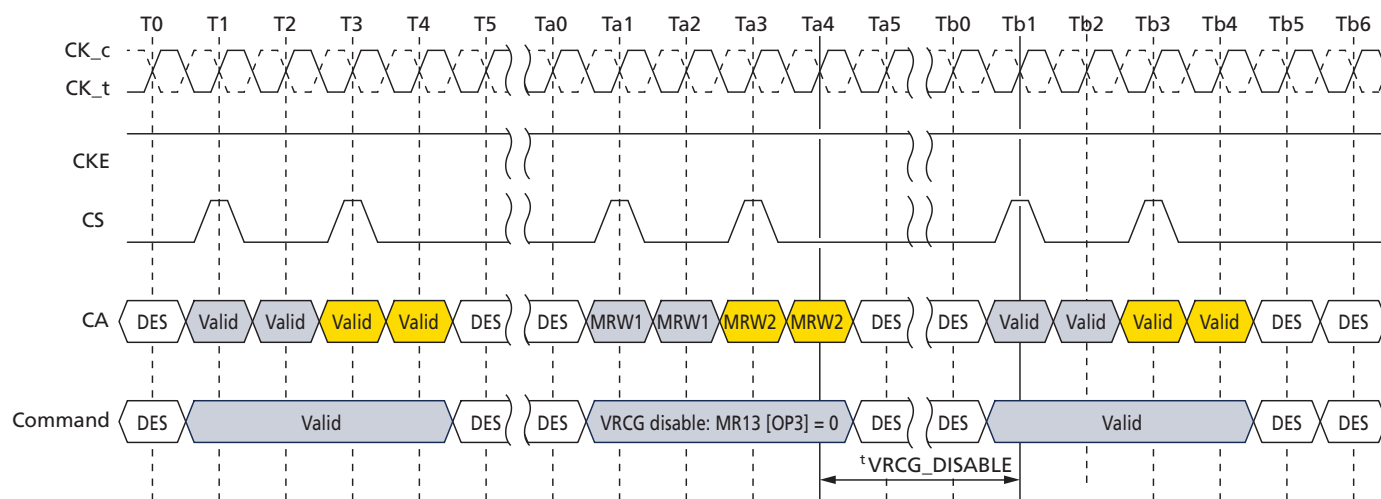 T0 T1 T2 T3 T4 T5 Ta0 Ta1 Ta2 Ta3 Ta4 Ta5 Tb0 Tb1 Tb2 Tb3 Tb4 Tb5 Tb6
CK_c
CK_t
CKE
CS
CA DES Valid Valid Valid Valid DES DES MRW1 MRW1 MRW2 MRW2 DES DES Valid Valid Valid Valid DES DES
Command DES Valid DES DES VRCG disable: MR13 [OP3] = 0 DES DES Valid DES DES
tVRCG_DISABLE